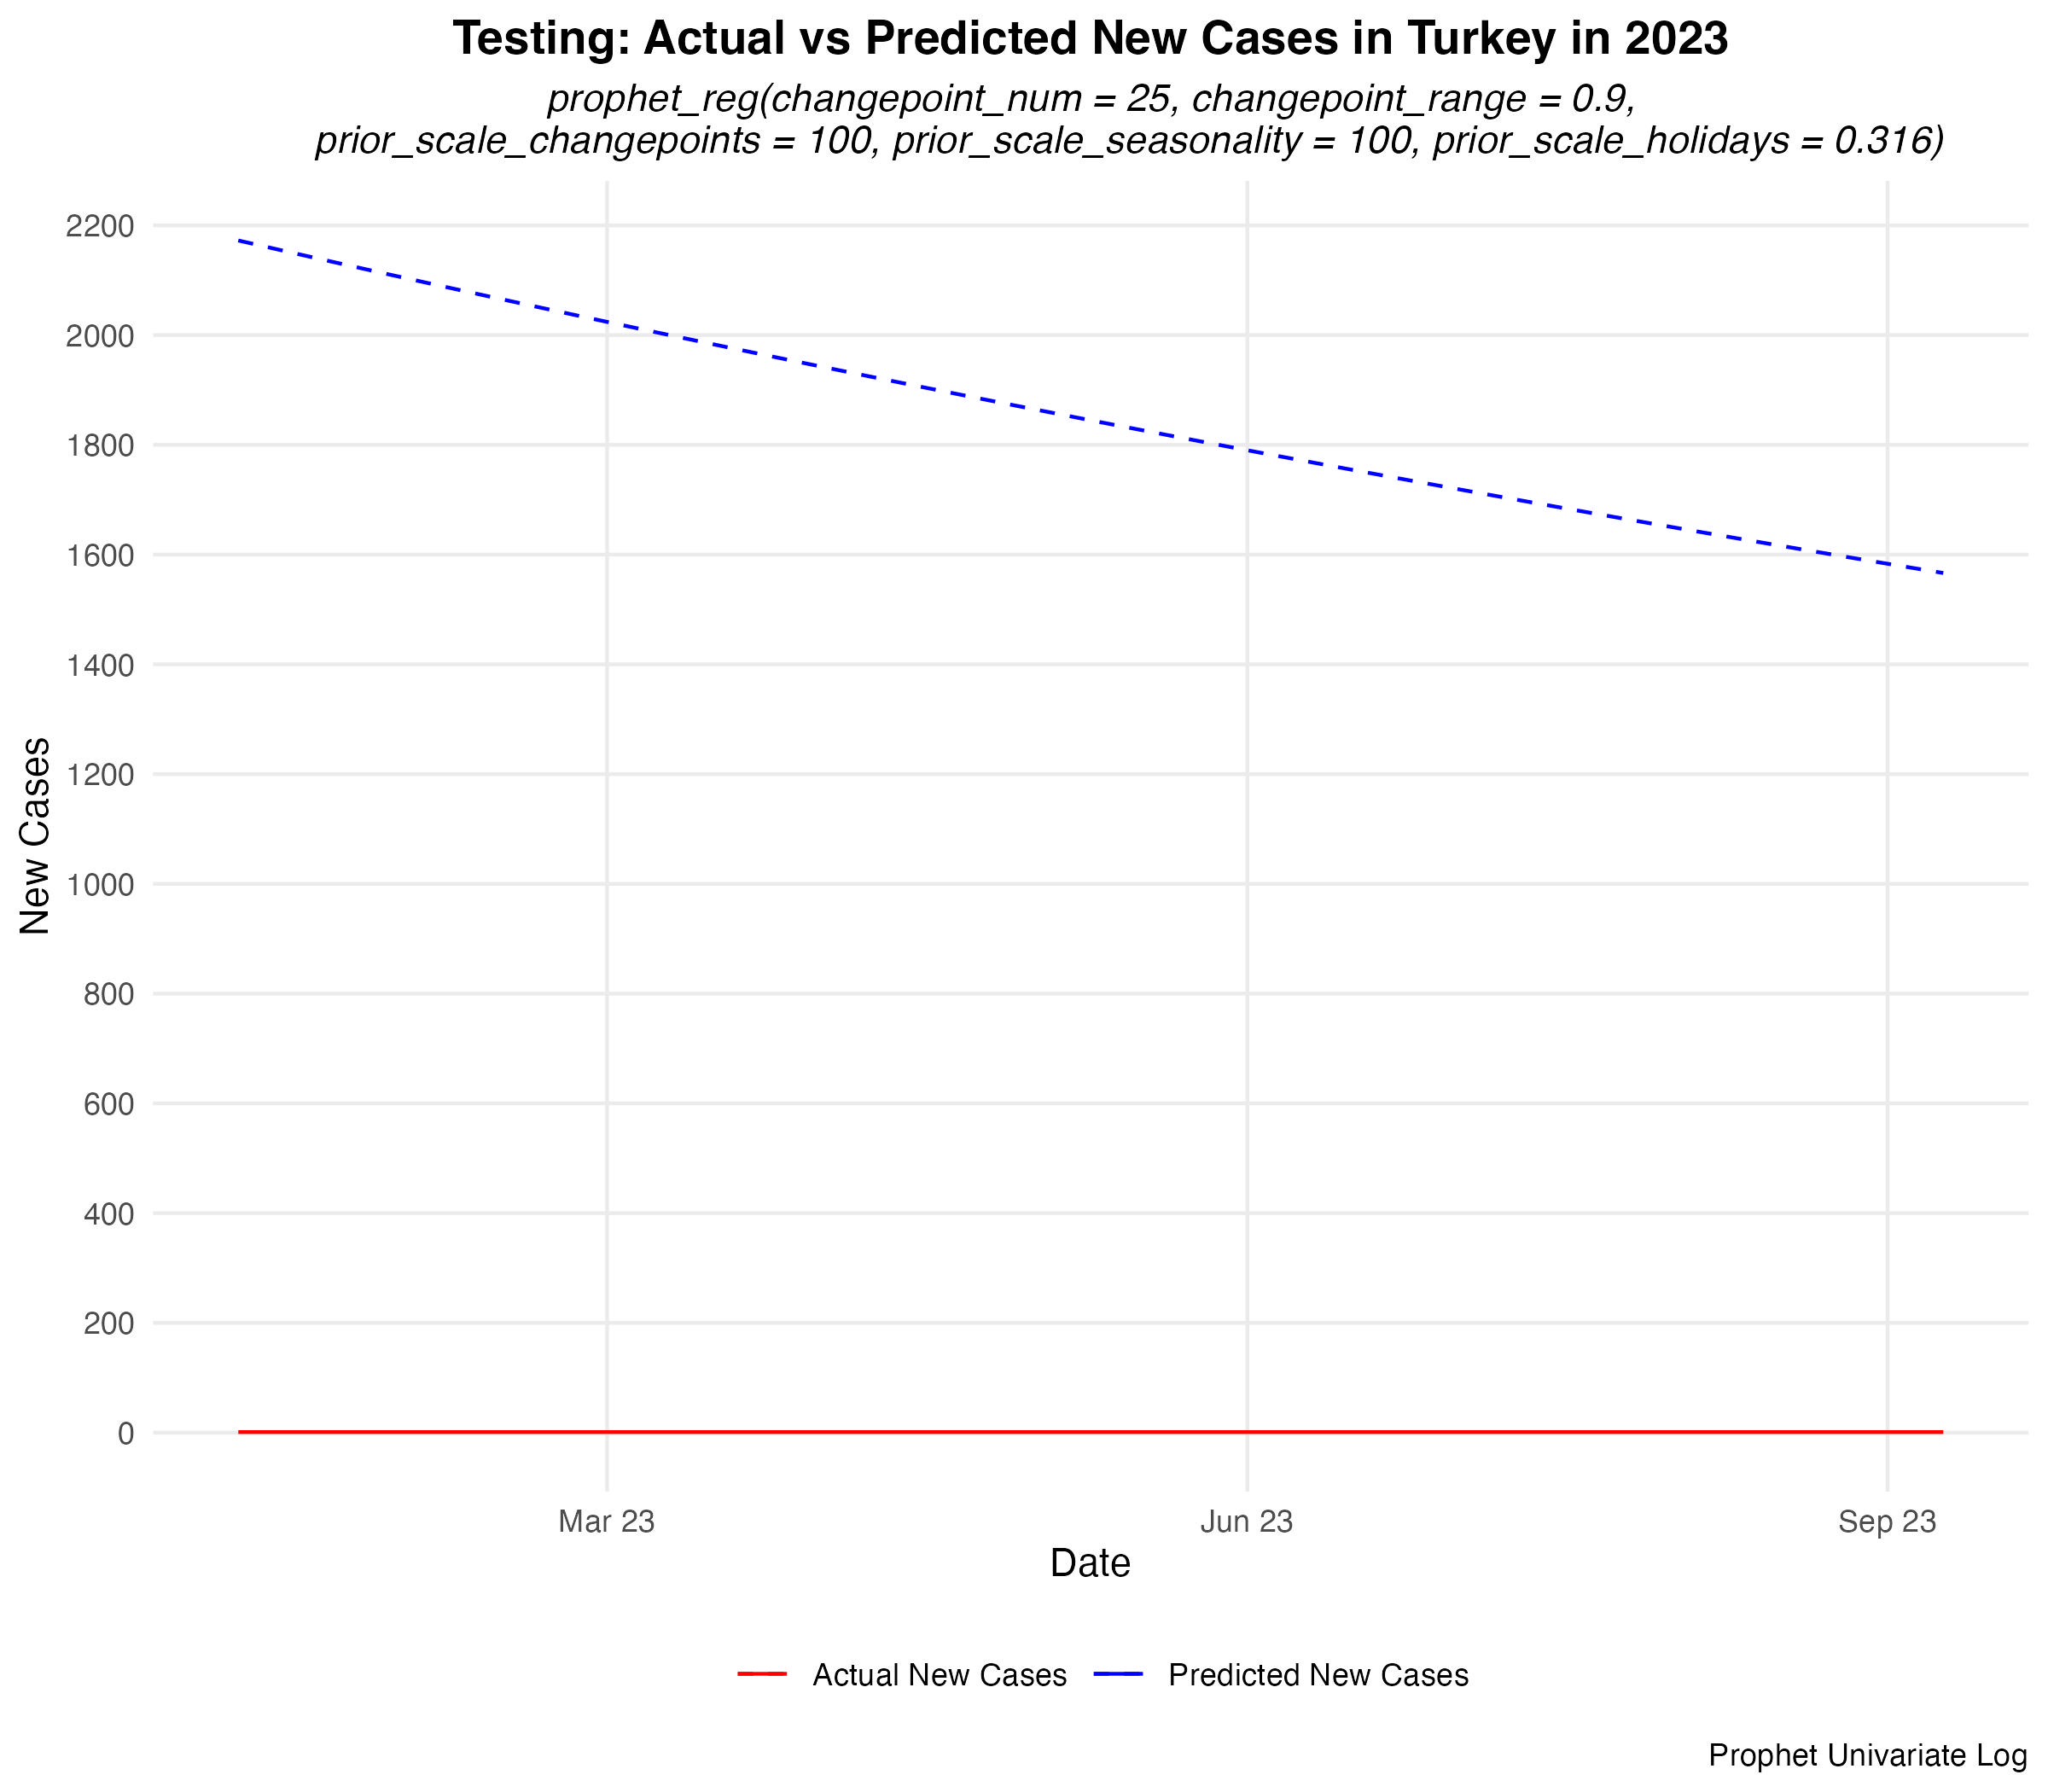 Testing: Actual vs Predicted New Cases in Turkey in 2023
prophet_reg(changepoint_num = 25, changepoint_range = 0.9,
prior_scale_changepoints = 100, prior_scale_seasonality = 100, prior_scale_holidays = 0.316)
2200
2000
1800
1600
1400
1200
1000
800
600
400
200
0
New Cases
Mar 23
Jun 23
Sep 23
Date
Actual New Cases
Predicted New Cases
Prophet Univariate Log